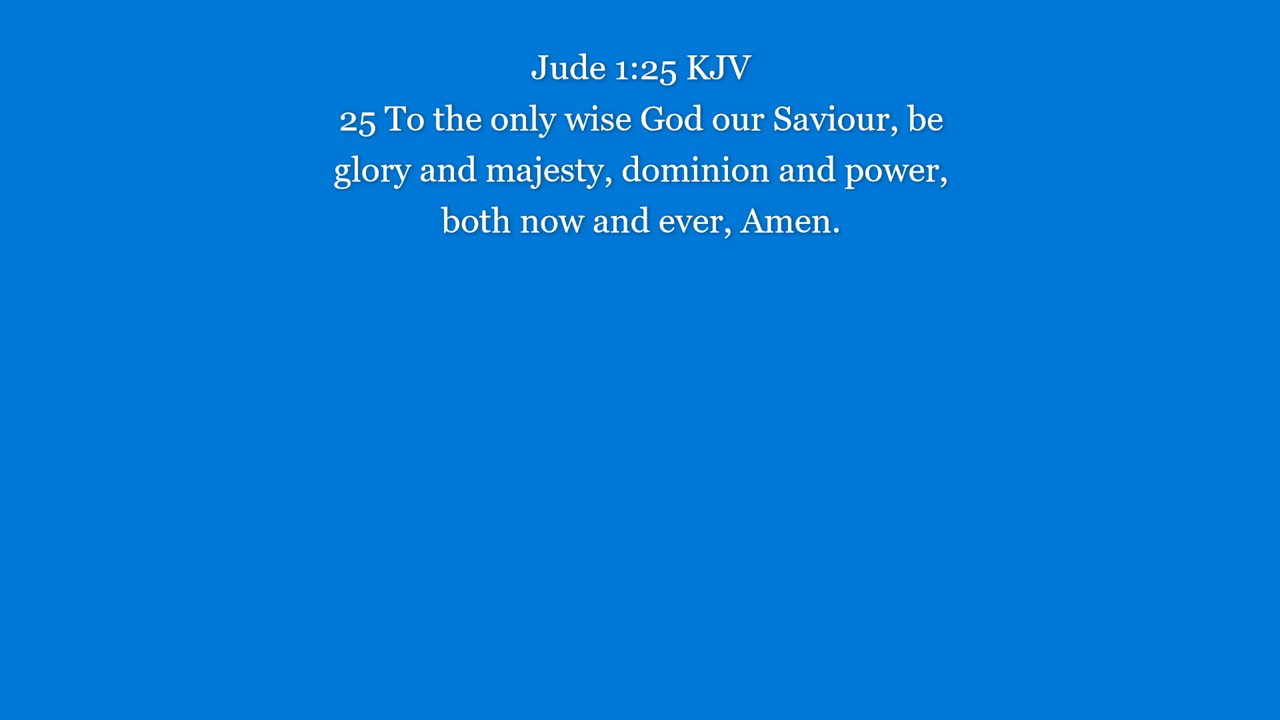 Jude 1:25 KJV
25 To the only wise God our Saviour, be
glory and majesty, dominion and power,
both now and ever, Amen.